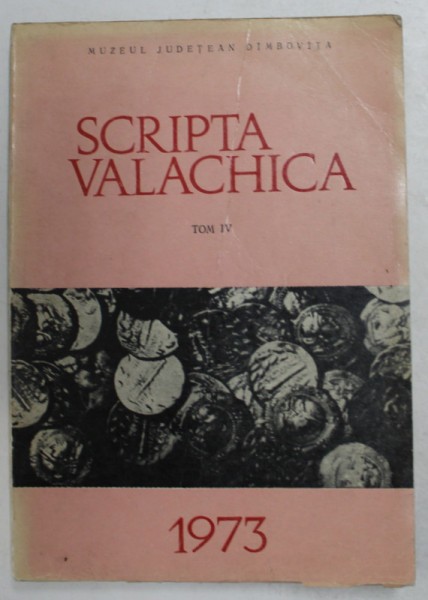 MUZEUL JUDEȚEAN DÎMBOVIȚA
SCRIPTA
VALACHICA
TOM IV
1973